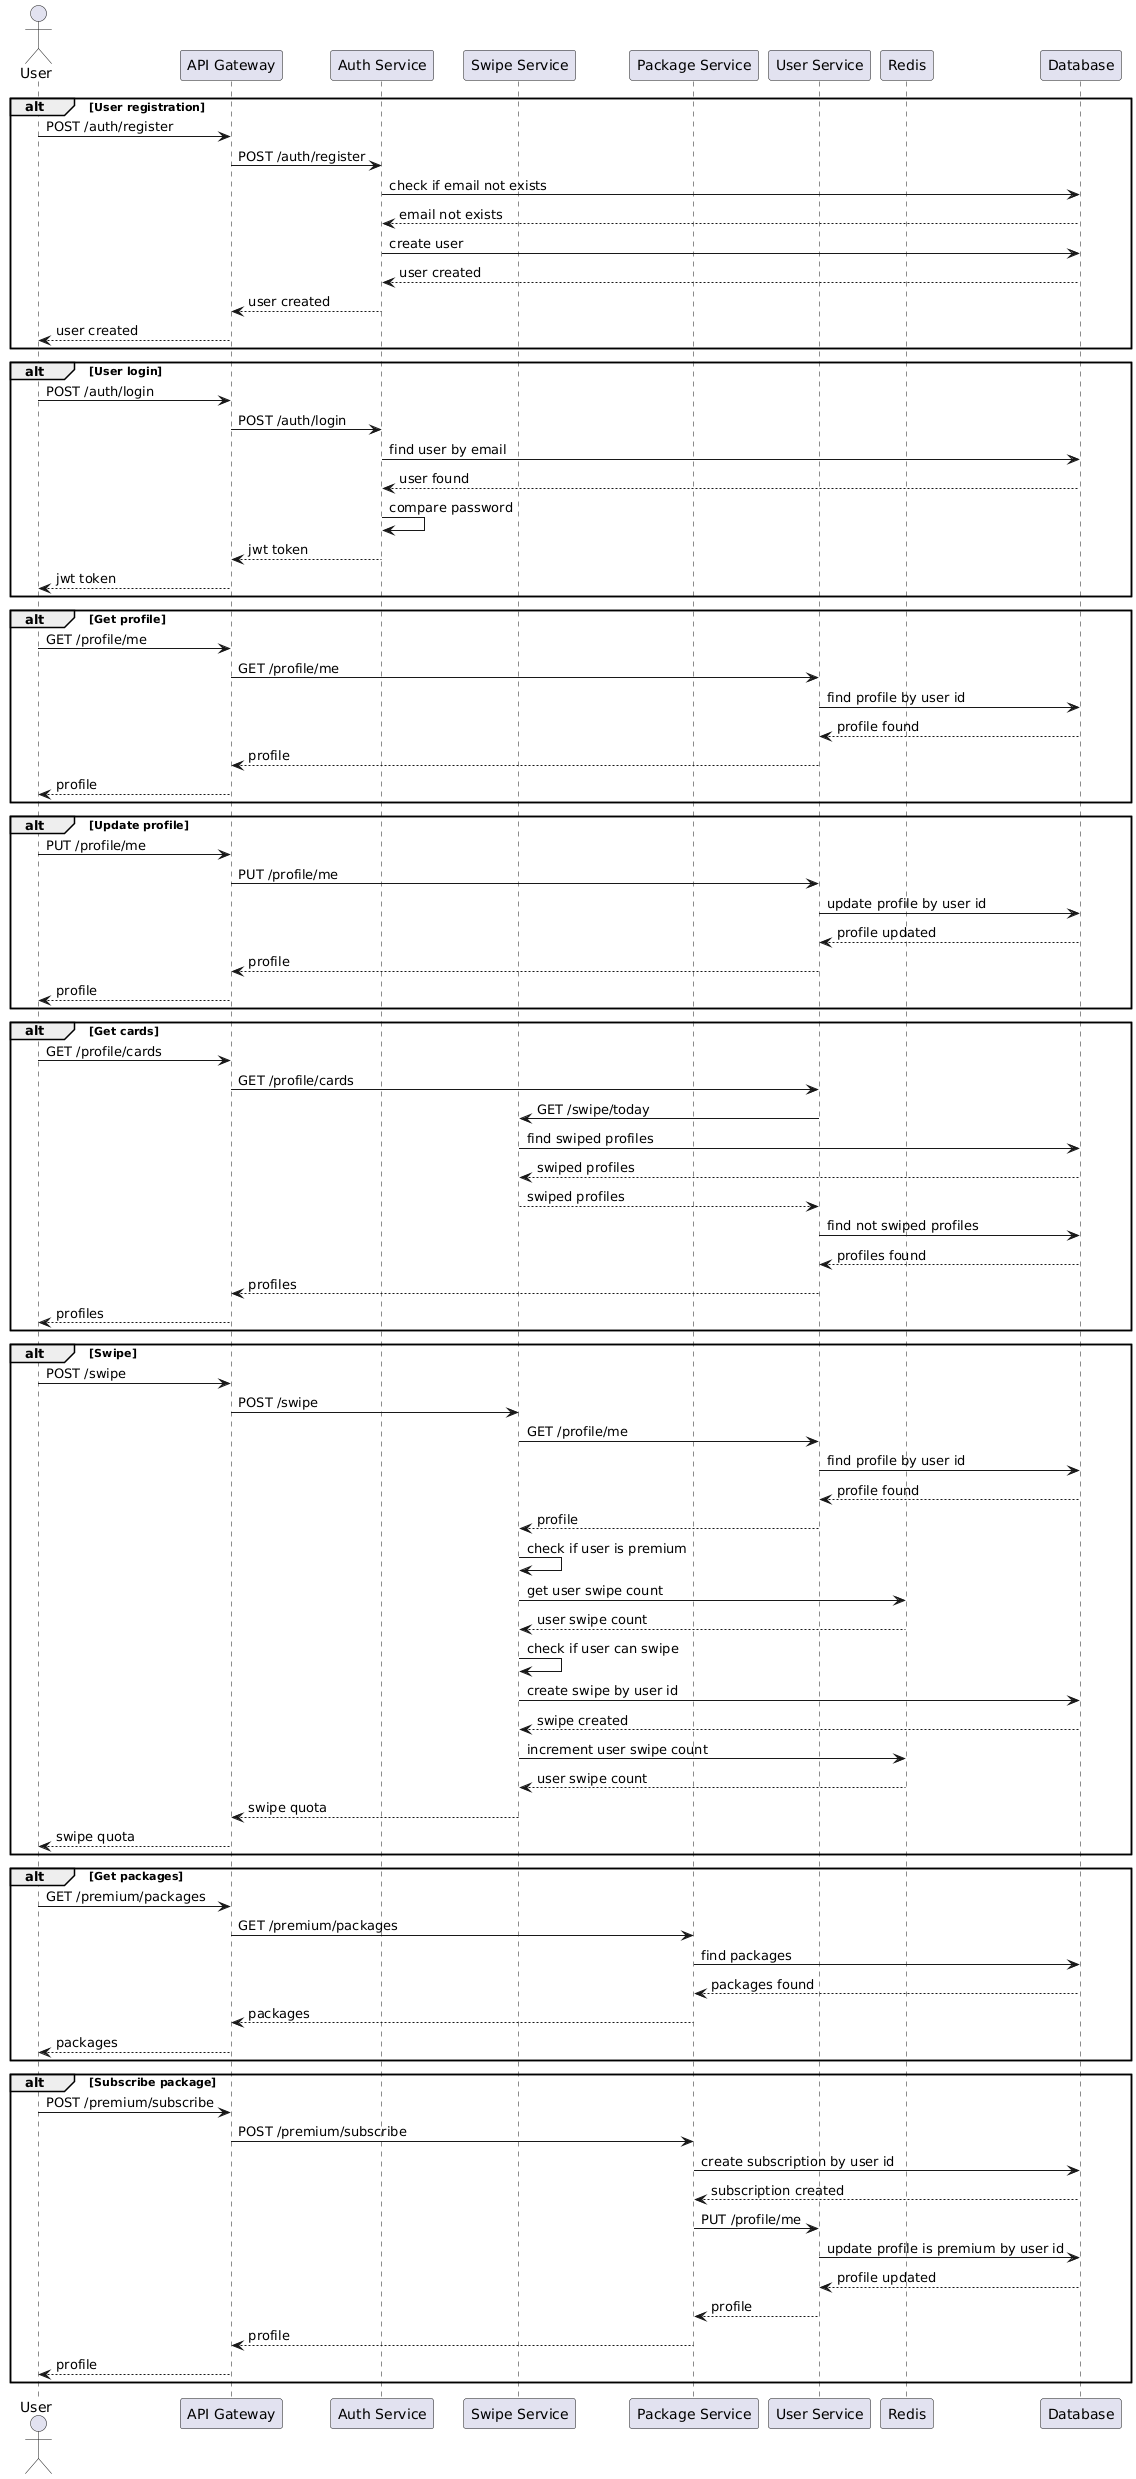 User
API Gateway
Auth Service
Swipe Service
Package Service
User Service
Redis
Database
alt [User registration]
POST /auth/register
POST /auth/register
check if email not exists
email not exists
create user
user created
user created
user created
alt [User login]
POST /auth/login
POST /auth/login
find user by email
user found
compare password
jwt token
jwt token
alt [Get profile]
GET /profile/me
GET /profile/me
find profile by user id
profile found
profile
profile
alt [Update profile]
PUT /profile/me
PUT /profile/me
update profile by user id
profile updated
profile
profile
alt [Get cards]
GET /profile/cards
GET /profile/cards
GET /swipe/today
find swiped profiles
swiped profiles
swiped profiles
find not swiped profiles
profiles found
profiles
profiles
alt [Swipe]
POST /swipe
POST /swipe
GET /profile/me
find profile by user id
profile found
profile
check if user is premium
get user swipe count
user swipe count
check if user can swipe
create swipe by user id
swipe created
increment user swipe count
user swipe count
swipe quota
swipe quota
alt [Get packages]
GET /premium/packages
GET /premium/packages
find packages
packages found
packages
packages
alt [Subscribe package]
POST /premium/subscribe
POST /premium/subscribe
create subscription by user id
subscription created
PUT /profile/me
update profile is premium by user id
profile updated
profile
profile
profile
User
API Gateway
Auth Service
Swipe Service
Package Service
User Service
Redis
Database